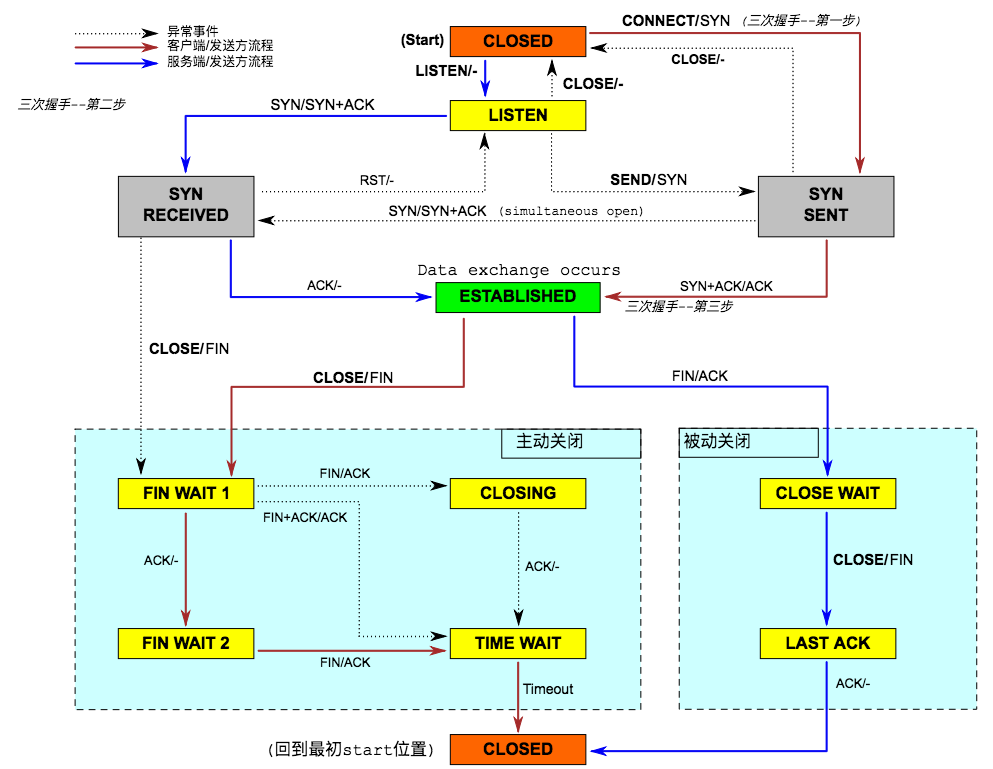 异常事件
客户端/发送方流程
服务端/发送方流程
CONNECT/SYN (三次握手--第一步)
(Start)
CLOSED
CLOSE/-
LISTEN/-
CLOSE/-
三次握手--第二步
SYN/SYN+ACK
LISTEN
RST/-
SEND/SYN
SYN
RECEIVED
SYN
SENT
SYN/SYN+ACK (simultaneous open)
Data exchange occurs
ACK/-
ESTABLISHED
SYN+ACK/ACK
三次握手--第三步
CLOSE/FIN
CLOSE/FIN
FIN/ACK
主动关闭
被动关闭
FIN WAIT 1
FIN/ACK
CLOSING
CLOSE WAIT
FIN+ACK/ACK
ACK/-
ACK/-
CLOSE/FIN
FIN WAIT 2
FIN/ACK
TIME WAIT
LAST ACK
Timeout
ACK/-
(回到最初start位置)
CLOSED